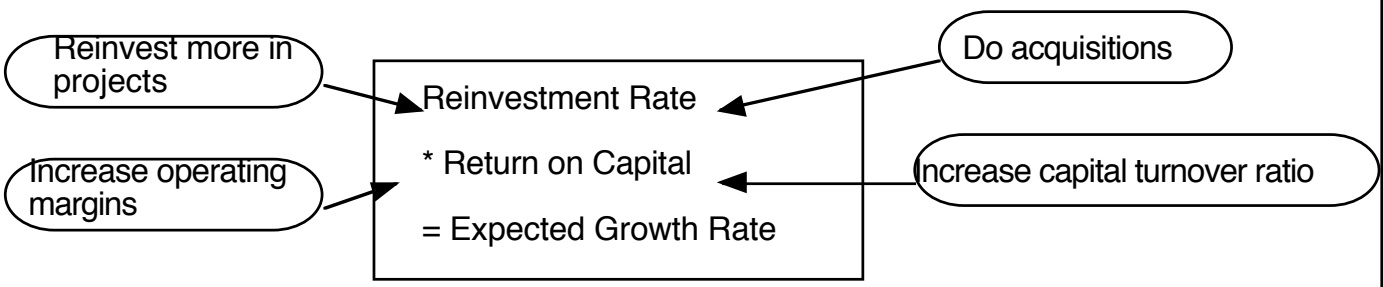 Reinvest more in
projects
Do acquisitions
Reinvestment Rate
* Return on Capital
= Expected Growth Rate
Increase operating
margins
Increase capital turnover ratio